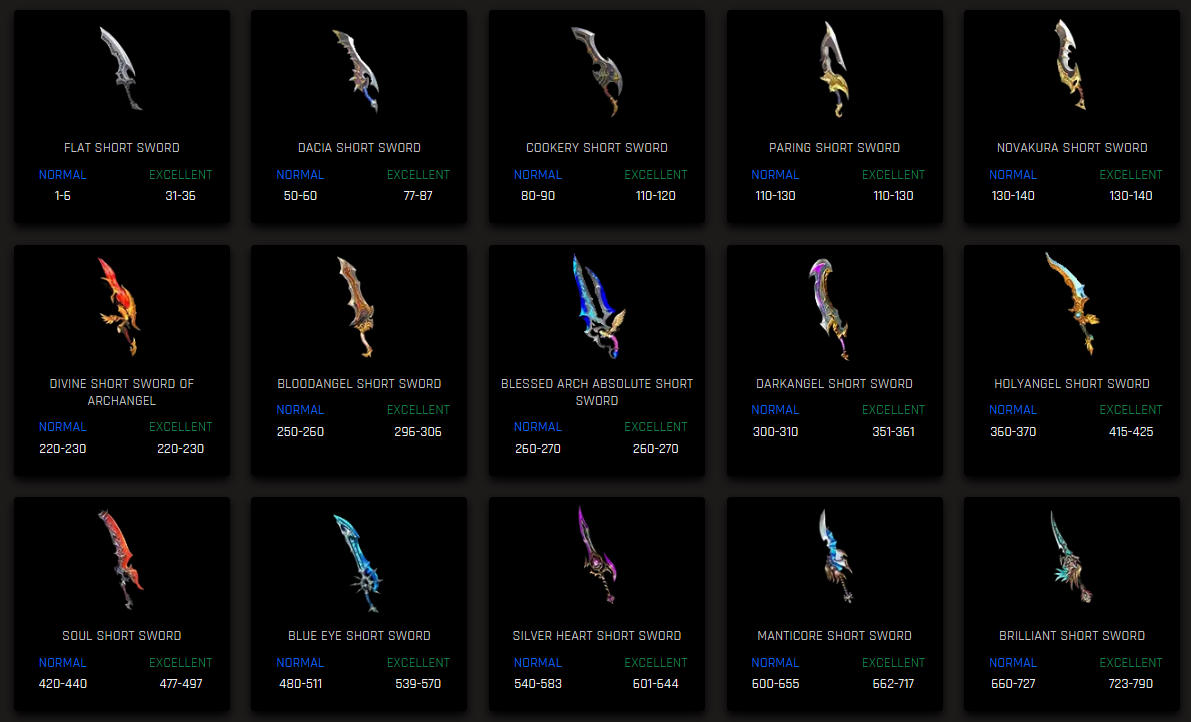 FLAT SHORT SWORD
NORMAL EXCELLENT
1-6 31-36
DACIA SHORT SWORD
NORMAL EXCELLENT
50-60 77-87
COOKERY SHORT SWORD
NORMAL EXCELLENT
80-90 110-120
PARING SHORT SWORD
NORMAL EXCELLENT
110-130 110-130
NOVAKURA SHORT SWORD
NORMAL EXCELLENT
130-140 130-140
DIVINE SHORT SWORD OF
ARCHANGEL
NORMAL EXCELLENT
220-230 220-230
BLOODANGEL SHORT SWORD
NORMAL EXCELLENT
250-260 296-306
BLESSED ARCH ABSOLUTE SHORT
SWORD
NORMAL EXCELLENT
260-270 260-270
DARKANGEL SHORT SWORD
NORMAL EXCELLENT
300-310 351-361
HOLYANGEL SHORT SWORD
NORMAL EXCELLENT
360-370 415-425
SOUL SHORT SWORD
NORMAL EXCELLENT
420-440 477-497
BLUE EYE SHORT SWORD
NORMAL EXCELLENT
480-511 539-570
SILVER HEART SHORT SWORD
NORMAL EXCELLENT
540-583 601-644
MANTICORE SHORT SWORD
NORMAL EXCELLENT
600-655 662-717
BRILLIANT SHORT SWORD
NORMAL EXCELLENT
660-727 723-790